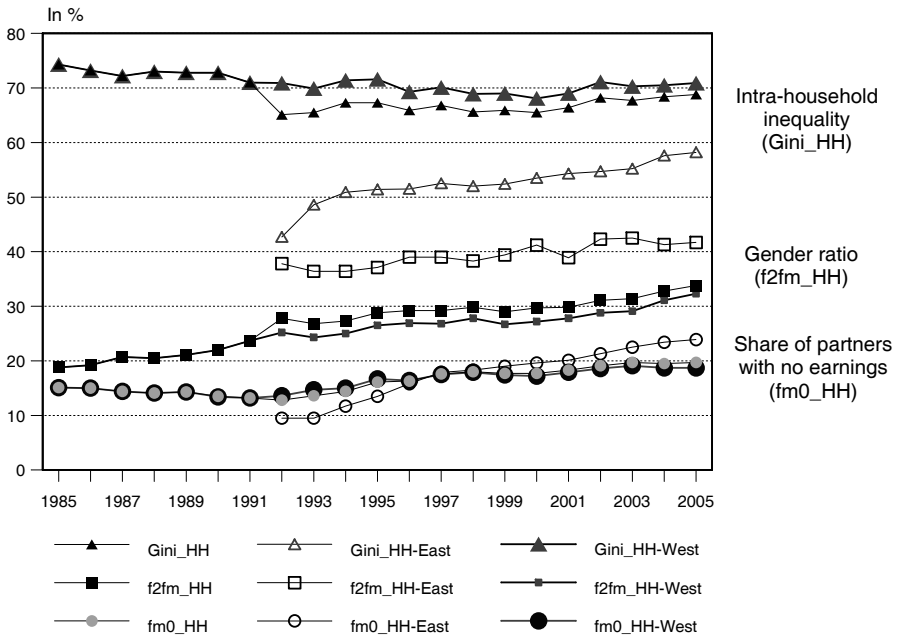 In %
80
70
60
50
40
30
20
10
0
Intra-household
inequality
(Gini_HH)
Gender ratio
(f2fm_HH)
Share of partners
with no earnings
(fm0_HH)
1985 1987 1989 1991 1993 1995 1997 1999 2001 2003 2005
Gini_HH Gini_HH-East Gini_HH-West
f2fm_HH f2fm_HH-East f2fm_HH-West
fm0_HH fm0_HH-East fm0_HH-West